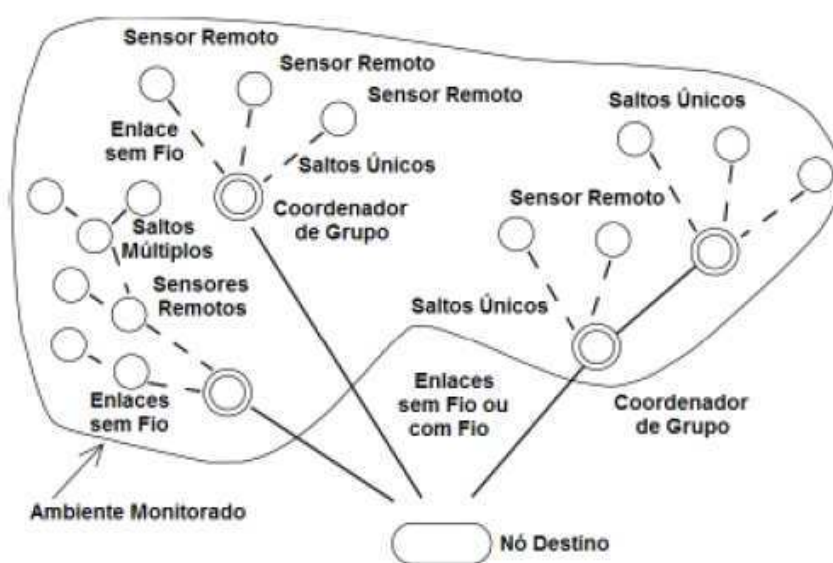 Sensor Remoto
Sensor Remoto
Sensor Remoto
Saltos Únicos
Enlace
sem Fio
Saltos Únicos
Sensor Remoto
Coordenador
de Grupo
Saltos
Múltiplos
Sensores
Remotos
Saltos Únicos
Enlaces
sem Fio
Enlaces
sem Fio ou
com Fio
Coordenador
de Grupo
Ambiente Monitorado
Nó Destino